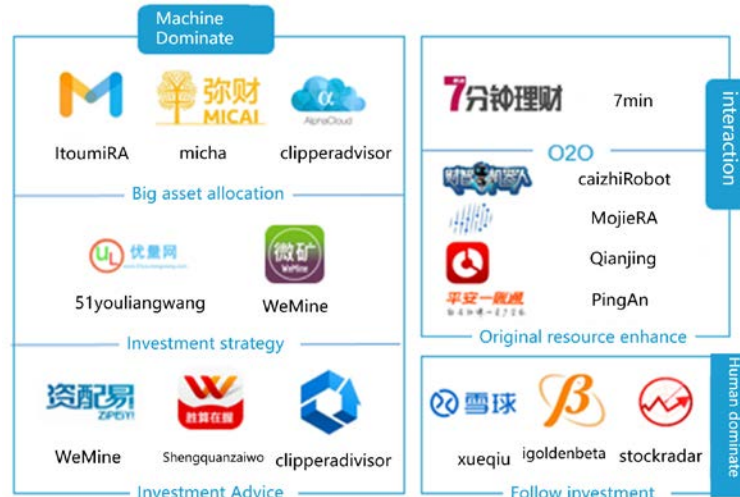 Machine
Dominate
弥财
MICAI
α
AlphaCloud
ItoumiRA
micha
clipperadvisor
Big asset allocation
UL
优量网
微矿
WeMine
51youliangwang
WeMine
Investment strategy
资配易
ZiPEiYi
胜算在握
WeMine
Shengquanzaiwo
clipperadivisor
Investment Advice
7分钟理财
7min
O2O
interaction
财智机器人
caizhiRobot
MojieRA
Qianjing
平安一账通
PingAn
Original resource enhance
雪球
β
xueqiu
igoldenbeta
stockradar
Follow investment
Human dominate